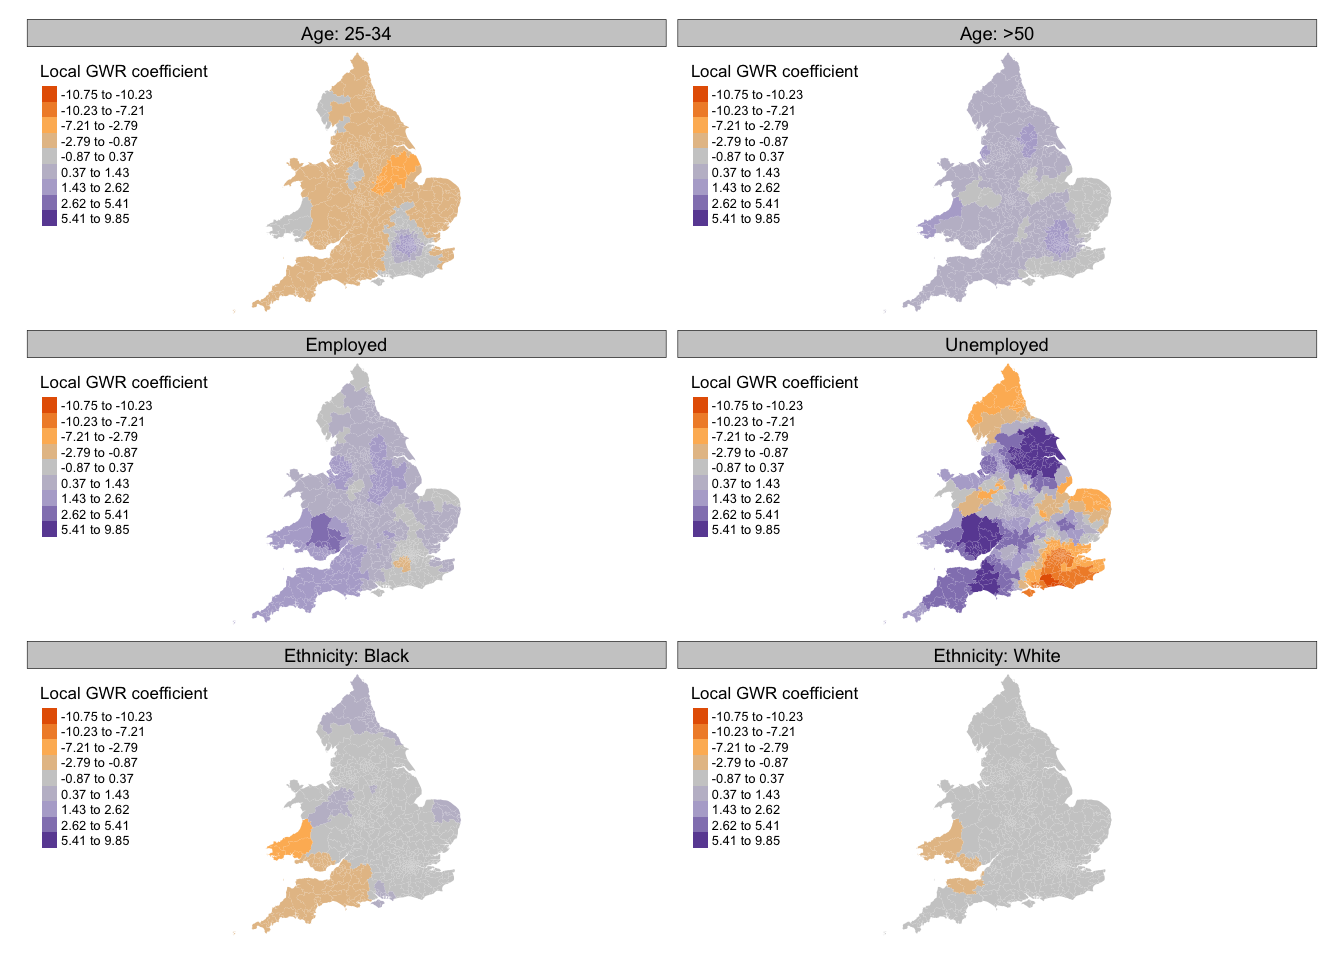 Age: 25-34
Local GWR coefficient
-10.75 to -10.23
-10.23 to -7.21
-7.21 to -2.79
-2.79 to -0.87
-0.87 to 0.37
0.37 to 1.43
1.43 to 2.62
2.62 to 5.41
5.41 to 9.85
Age: >50
Local GWR coefficient
-10.75 to -10.23
-10.23 to -7.21
-7.21 to -2.79
-2.79 to -0.87
-0.87 to 0.37
0.37 to 1.43
1.43 to 2.62
2.62 to 5.41
5.41 to 9.85
Employed
Local GWR coefficient
-10.75 to -10.23
-10.23 to -7.21
-7.21 to -2.79
-2.79 to -0.87
-0.87 to 0.37
0.37 to 1.43
1.43 to 2.62
2.62 to 5.41
5.41 to 9.85
Unemployed
Local GWR coefficient
-10.75 to -10.23
-10.23 to -7.21
-7.21 to -2.79
-2.79 to -0.87
-0.87 to 0.37
0.37 to 1.43
1.43 to 2.62
2.62 to 5.41
5.41 to 9.85
Ethnicity: Black
Local GWR coefficient
-10.75 to -10.23
-10.23 to -7.21
-7.21 to -2.79
-2.79 to -0.87
-0.87 to 0.37
0.37 to 1.43
1.43 to 2.62
2.62 to 5.41
5.41 to 9.85
Ethnicity: White
Local GWR coefficient
-10.75 to -10.23
-10.23 to -7.21
-7.21 to -2.79
-2.79 to -0.87
-0.87 to 0.37
0.37 to 1.43
1.43 to 2.62
2.62 to 5.41
5.41 to 9.85